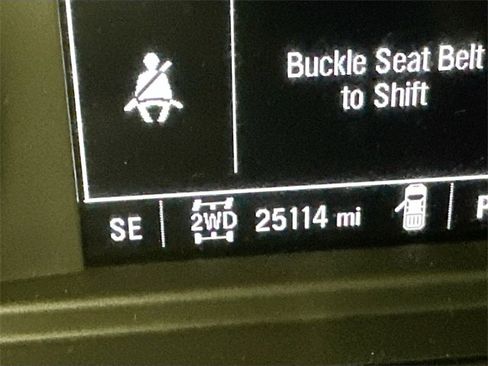 Buckle Seat Belt
to Shift
SE 2WD 25114 mi P